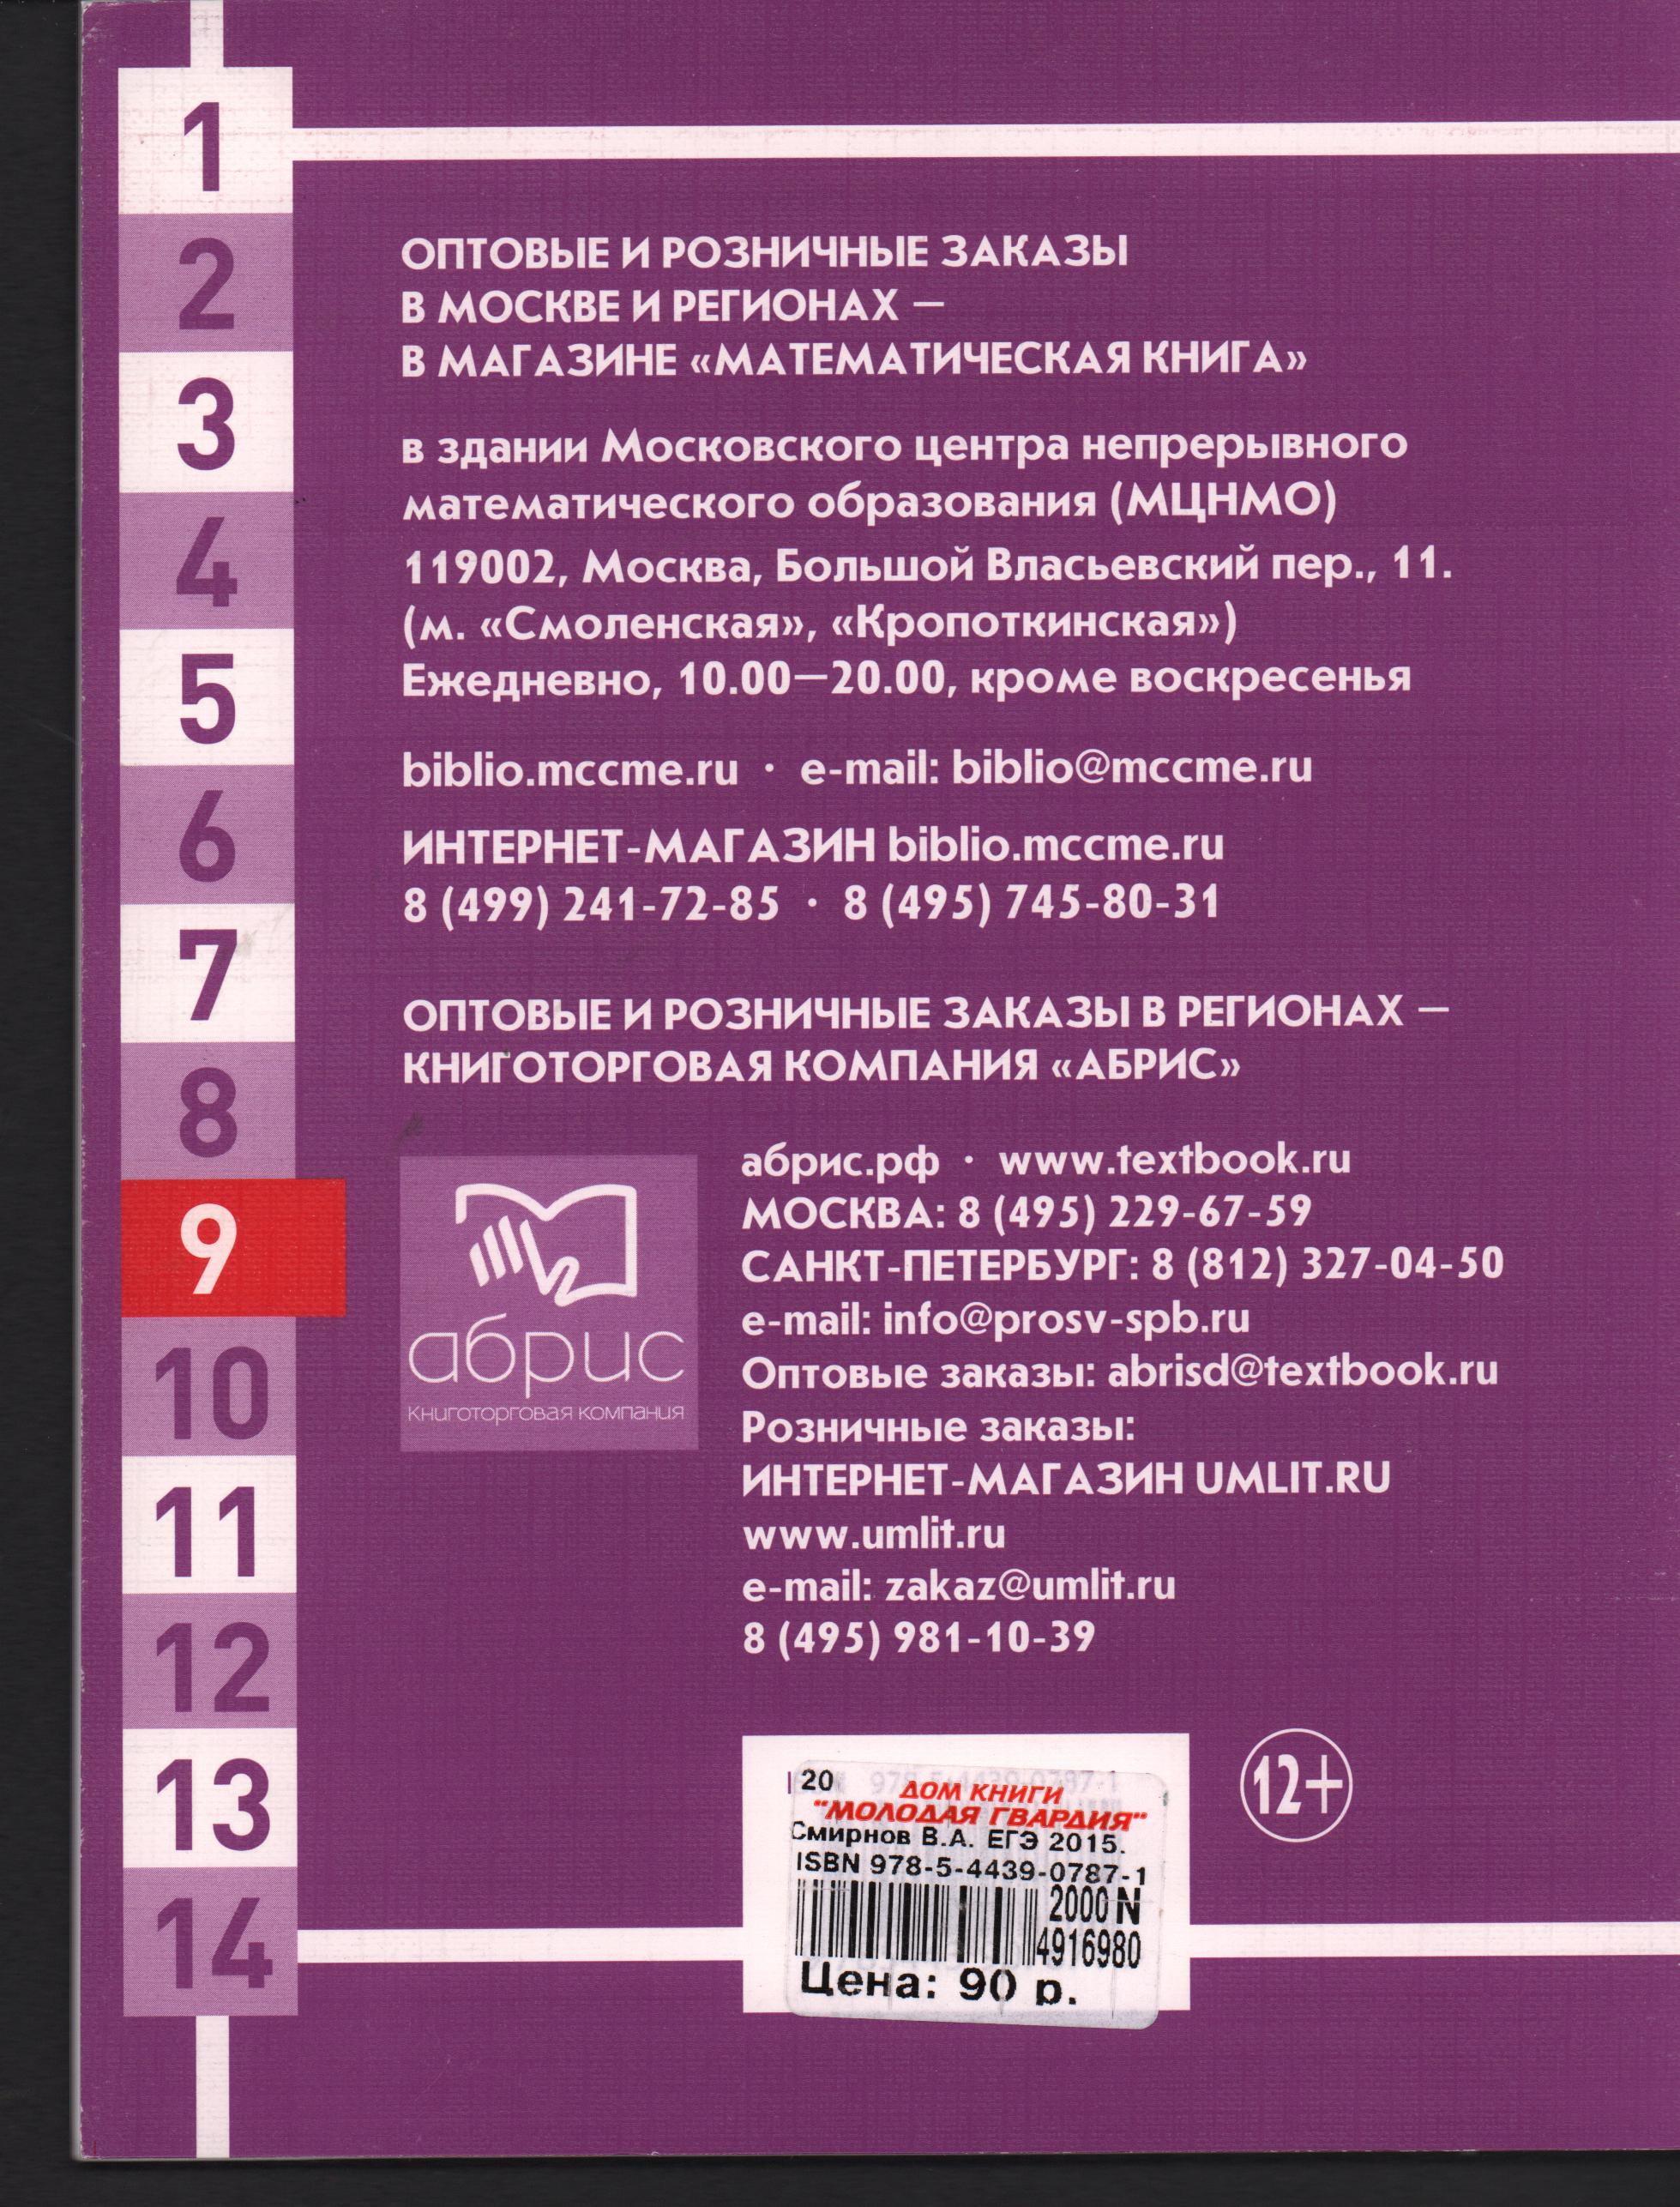 1
2
3
4
5
6
7
8
9
10
11
12
13
14
ОПТОВЫЕ И РОЗНИЧНЫЕ ЗАКАЗЫ
В МОСКВЕ И РЕГИОНАХ —
В МАГАЗИНЕ «МАТЕМАТИЧЕСКАЯ КНИГА»
в здании Московского центра непрерывного
математического образования (МЦНМО)
119002, Москва, Большой Власьевский пер., 11.
(м. «Смоленская», «Кропоткинская»)
Ежедневно, 10.00—20.00, кроме воскресенья
biblio.mccme.ru · e-mail: biblio@mccme.ru
ИНТЕРНЕТ-МАГАЗИН biblio.mccme.ru
8 (499) 241-72-85 · 8 (495) 745-80-31
ОПТОВЫЕ И РОЗНИЧНЫЕ ЗАКАЗЫ В РЕГИОНАХ —
КНИГОТОРГОВАЯ КОМПАНИЯ «АБРИС»
абрис
Книготорговая компания
абрис.рф · www.textbook.ru
МОСКВА: 8 (495) 229-67-59
САНКТ-ПЕТЕРБУРГ: 8 (812) 327-04-50
e-mail: info@prosv-spb.ru
Оптовые заказы: abrisd@textbook.ru
Розничные заказы:
ИНТЕРНЕТ-МАГАЗИН UMLIT.RU
www.umlit.ru
e-mail: zakaz@umlit.ru
8 (495) 981-10-39
12+
20 ДОМ КНИГИ
"МОЛОДАЯ ГВАРДИЯ"
Смирнов В.А. ЕГЭ 2015.
ISBN 978-5-4439-0787-1
2000 N
4916980
Цена: 90 р.